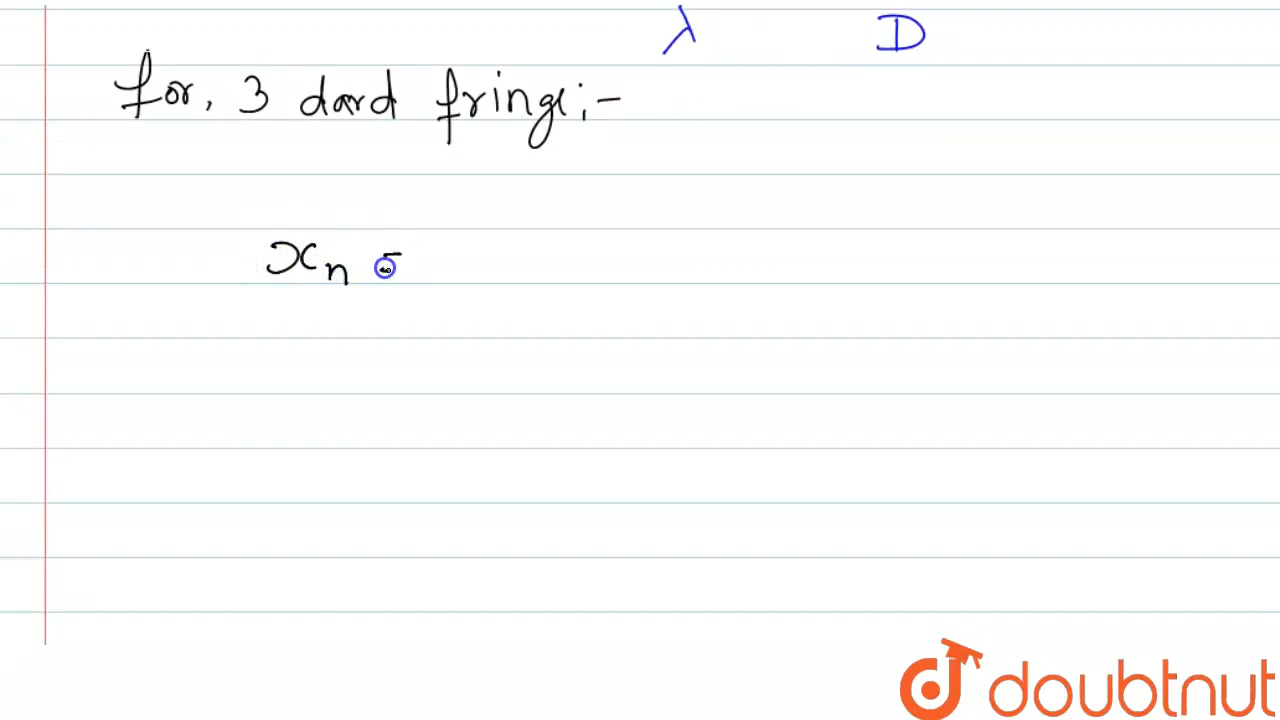 λ D
for, 3 dard fringe:-
xn =
doubtnut